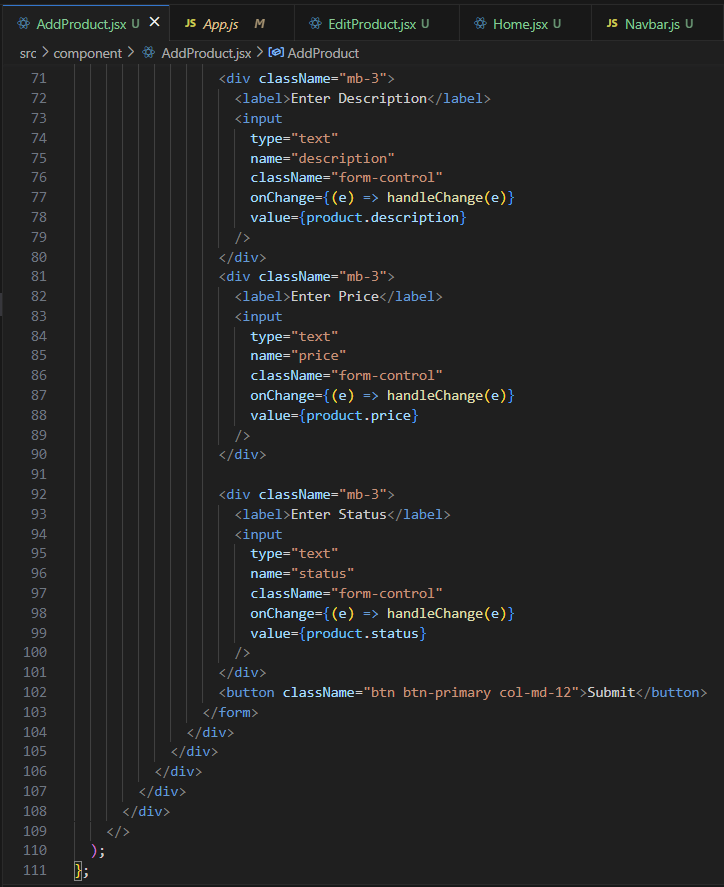 AddProduct.jsx U × JS App.js M EditProduct.jsx U Home.jsx U JS Navbar.js U
src > component > AddProduct.jsx > AddProduct
71 <div className="mb-3">
72 <label>Enter Description</label>
73 <input
74 type="text"
75 name="description"
76 className="form-control"
77 onChange={(e) => handleChange(e)}
78 value={product.description}
79 />
80 </div>
81 <div className="mb-3">
82 <label>Enter Price</label>
83 <input
84 type="text"
85 name="price"
86 className="form-control"
87 onChange={(e) => handleChange(e)}
88 value={product.price}
89 />
90 </div>
91
92 <div className="mb-3">
93 <label>Enter Status</label>
94 <input
95 type="text"
96 name="status"
97 className="form-control"
98 onChange={(e) => handleChange(e)}
99 value={product.status}
100 />
101 </div>
102 <button className="btn btn-primary col-md-12">Submit</button>
103 </form>
104 </div>
105 </div>
106 </div>
107 </div>
108 </div>
109 </>
110 );
111 };